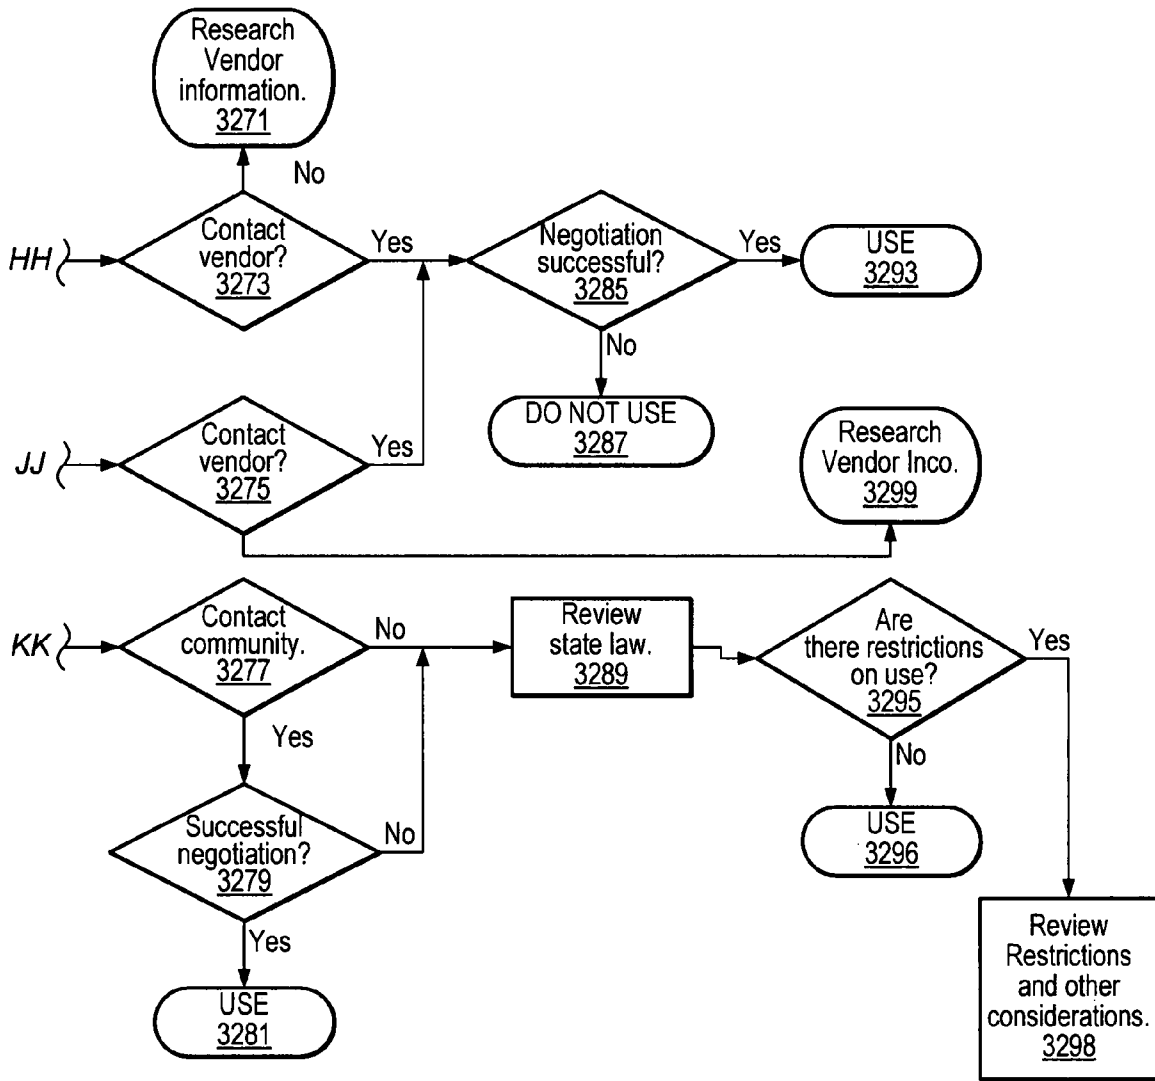 Research
Vendor
information.
3271
No
HH
Contact
vendor?
3273
Yes
Negotiation
successful?
3285
Yes
USE
3293
No
DO NOT USE
3287
JJ
Contact
vendor?
3275
Yes
Research
Vendor Inco.
3299
KK
Contact
community.
3277
No
Review
state law.
3289
Are
there restrictions
on use?
3295
Yes
Yes
No
Successful
negotiation?
3279
No
USE
3296
Yes
USE
3281
Review
Restrictions
and other
considerations.
3298